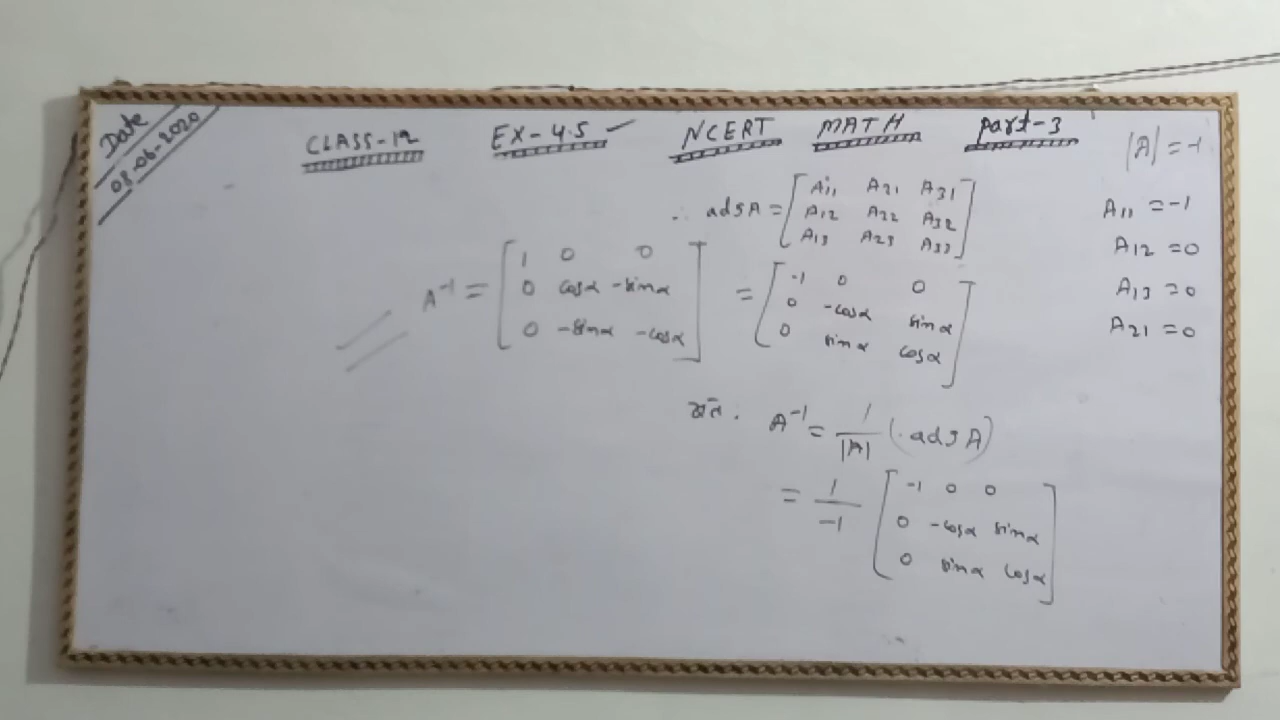 Date
08-06-2020
CLASS-12 EX-4.5 ✓ NCERT MATH Part-3
|A| = -1
A11 = -1
A12 = 0
A13 = 0
A21 = 0
∴ adjA = [A11 A21 A31
A12 A22 A32
A13 A23 A33]
= [-1 0 0
0 -cosα sinα
0 sinα cosα]
A⁻¹ = 1/|A| (adjA)
= 1/-1 [-1 0 0
0 -cosα sinα
0 sinα cosα]
A⁻¹ = [1 0 0
0 cosα -sinα
0 -sinα -cosα]